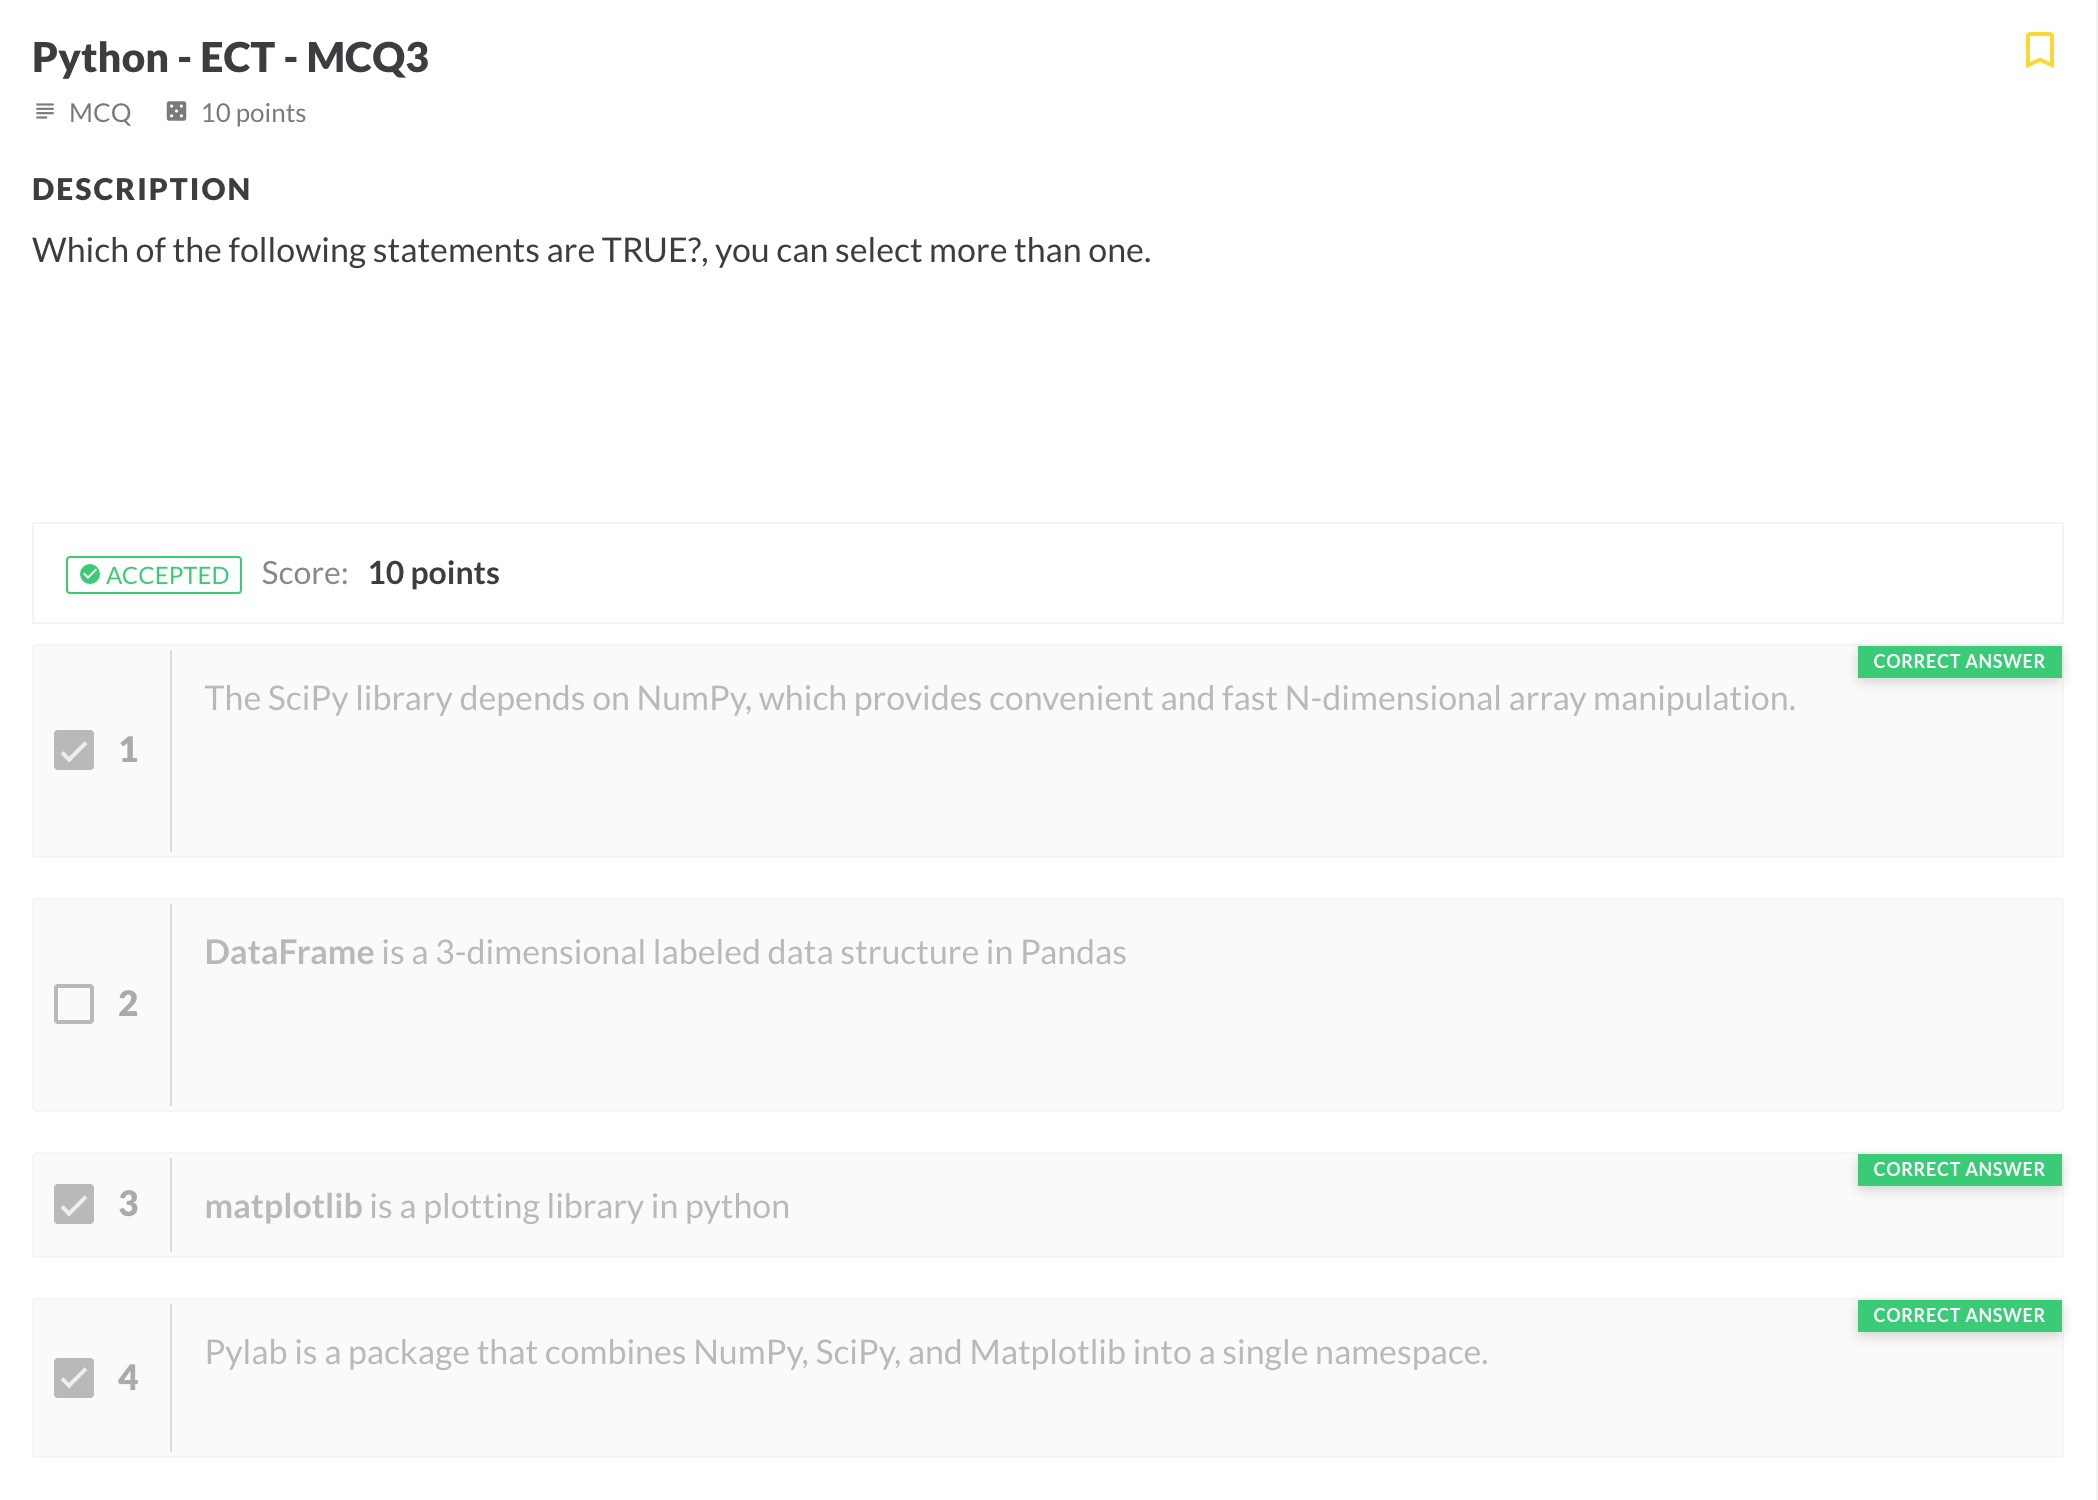 Python - ECT - MCQ3
MCQ 10 points
DESCRIPTION
Which of the following statements are TRUE?, you can select more than one.
ACCEPTED Score: 10 points
CORRECT ANSWER
The SciPy library depends on NumPy, which provides convenient and fast N-dimensional array manipulation.
1
DataFrame is a 3-dimensional labeled data structure in Pandas
2
CORRECT ANSWER
3 matplotlib is a plotting library in python
CORRECT ANSWER
Pylab is a package that combines NumPy, SciPy, and Matplotlib into a single namespace.
4